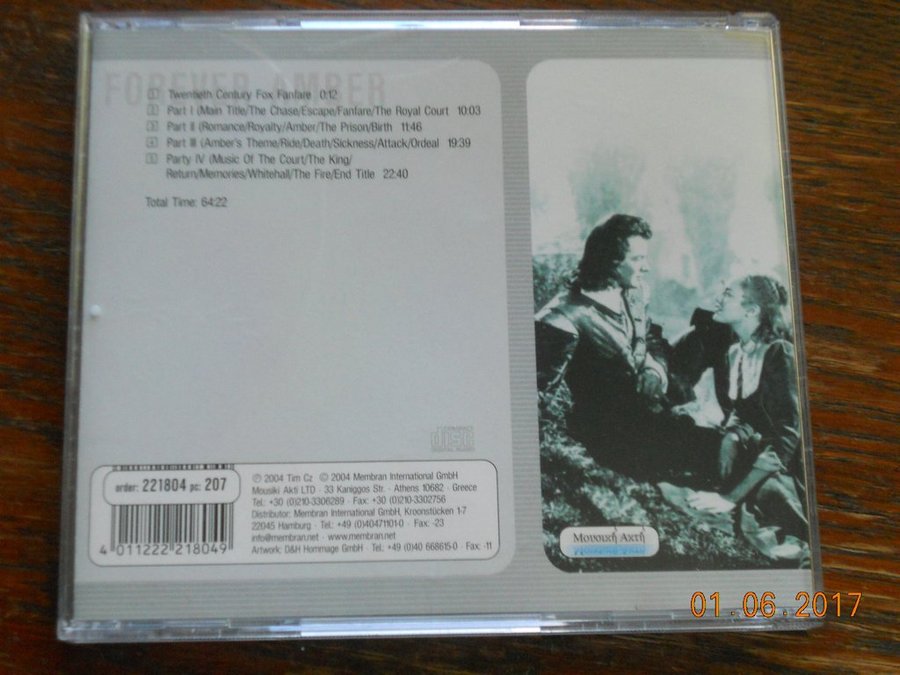 FOREVER AMBER
1 Twentieth Century Fox Fanfare 0:12
2 Part I (Main Title/The Chase/Escape/Fanfare/The Royal Court 10:03
3 Part II (Romance/Royalty/Amber/The Prison/Birth 11:46
4 Part III (Amber's Theme/Ride/Death/Sickness/Attack/Ordeal 19:39
5 Party IV (Music Of The Court/The King/
Return/Memories/Whitehall/The Fire/End Title 22:40
Total Time: 64:22
disc
order: 221804 pc: 207
4 011222 218049
℗ 2004 Tim Cz © 2004 Membran International GmbH
Mousiki Akti LTD · 33 Kaniggos Str. · Athens 10682 · Greece
Tel.: +30 (0)210-3306289 · Fax: +30 (0)210-3302756
Distributor: Membran International GmbH, Kroonstücken 1-7
22045 Hamburg · Tel.: +49 (0)40471101-0 · Fax: -23
info@membran.net · www.membran.net
Artwork: D&H Hommage GmbH · Tel.: +49 (0)40 668615-0 · Fax: -11
Μουσική Ακτή
01.06.2017